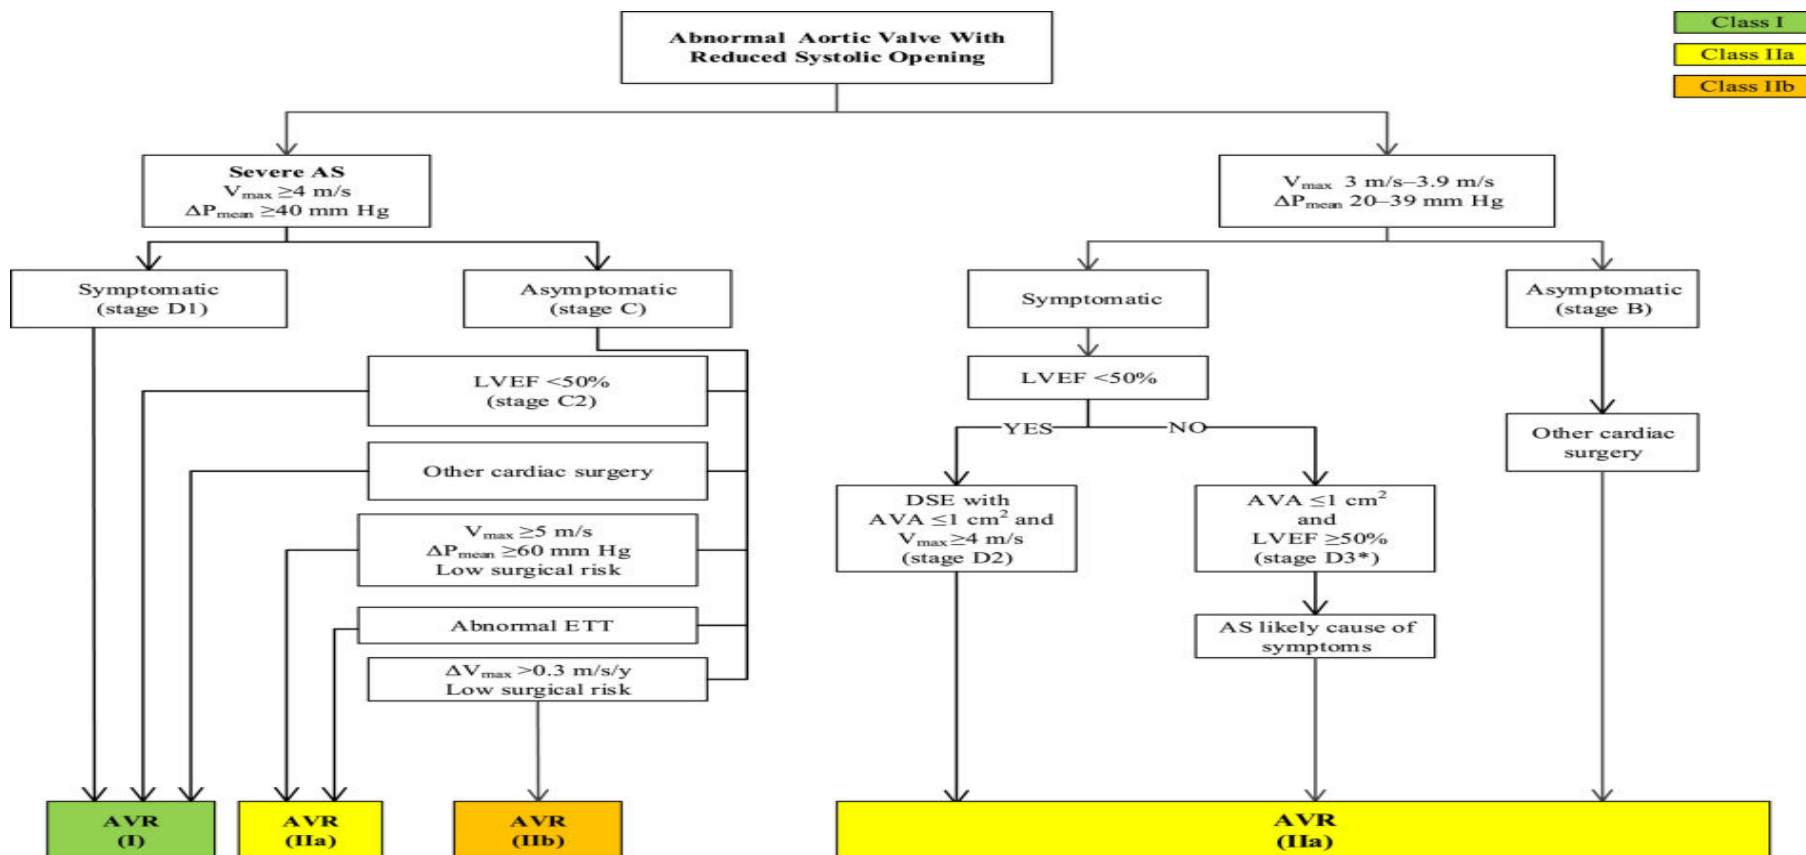 Abnormal Aortic Valve With
Reduced Systolic Opening
Class I
Class IIa
Class IIb
Severe AS
Vmax ≥4 m/s
ΔPmean ≥40 mm Hg
Vmax 3 m/s–3.9 m/s
ΔPmean 20–39 mm Hg
Symptomatic
(stage D1)
Asymptomatic
(stage C)
Symptomatic
Asymptomatic
(stage B)
LVEF <50%
(stage C2)
LVEF <50%
YES
NO
Other cardiac surgery
Other cardiac
surgery
Vmax ≥5 m/s
ΔPmean ≥60 mm Hg
Low surgical risk
DSE with
AVA ≤1 cm² and
Vmax ≥4 m/s
(stage D2)
AVA ≤1 cm²
and
LVEF ≥50%
(stage D3*)
Abnormal ETT
AS likely cause of
symptoms
ΔVmax >0.3 m/s/y
Low surgical risk
AVR
(I)
AVR
(IIa)
AVR
(IIb)
AVR
(IIa)